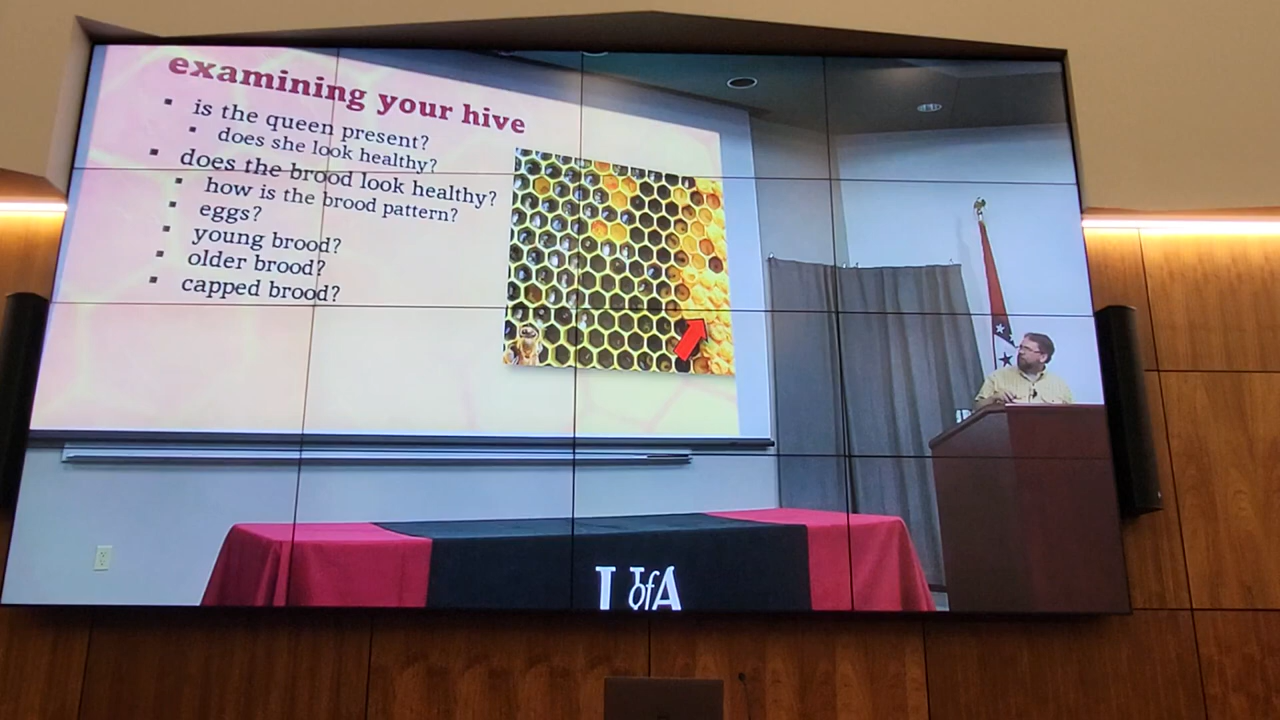 examining your hive
▪ is the queen present?
▪ does she look healthy?
▪ does the brood look healthy?
▪ how is the brood pattern?
▪ eggs?
▪ young brood?
▪ older brood?
▪ capped brood?
U of A